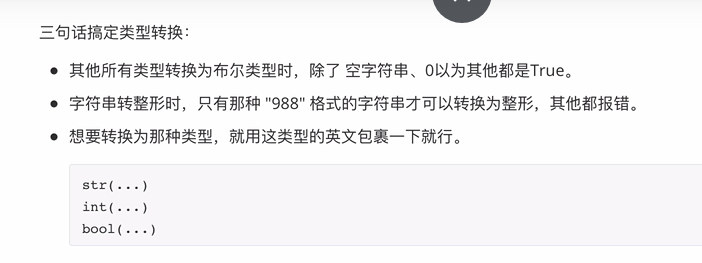 三句话搞定类型转换：
其他所有类型转换为布尔类型时，除了 空字符串、0以为其他都是True。
字符串转整形时，只有那种 "988" 格式的字符串才可以转换为整形，其他都报错。
想要转换为那种类型，就用这类型的英文包裹一下就行。
str(...)
int(...)
bool(...)